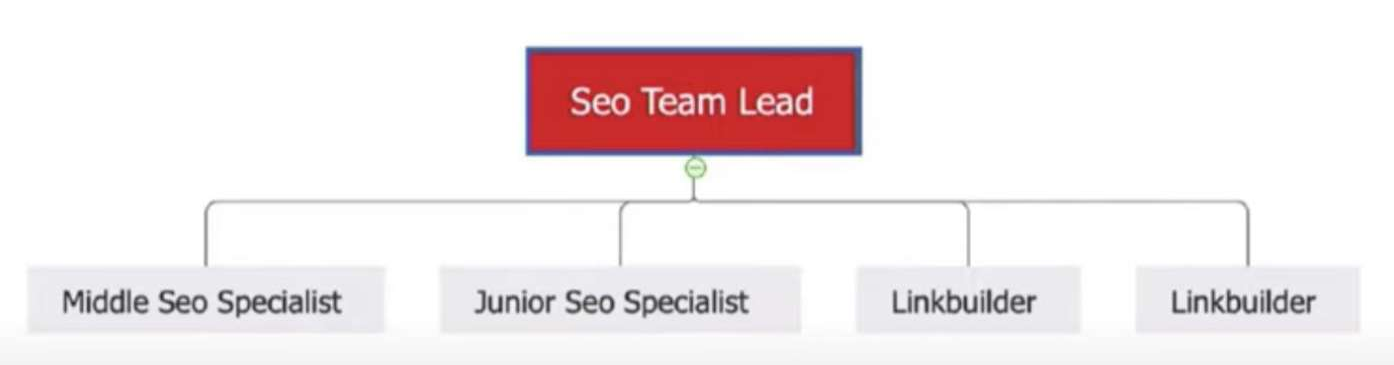 Seo Team Lead
Middle Seo Specialist
Junior Seo Specialist
Linkbuilder
Linkbuilder